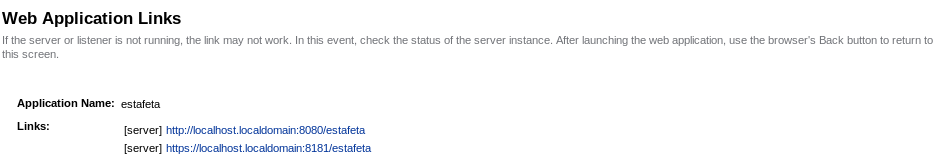 Web Application Links
If the server or listener is not running, the link may not work. In this event, check the status of the server instance. After launching the web application, use the browser's Back button to return to
this screen.
Application Name: estafeta
Links:
[server] http://localhost.localdomain:8080/estafeta
[server] https://localhost.localdomain:8181/estafeta